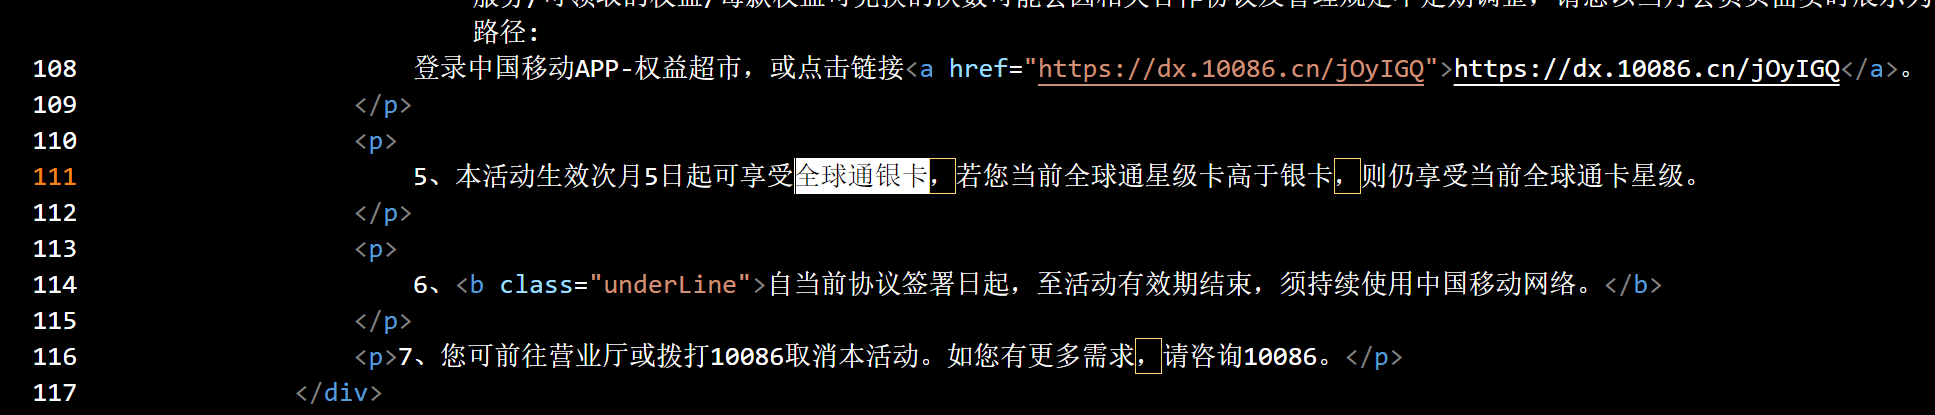 路径:
108 登录中国移动APP-权益超市，或点击链接<a href="https://dx.10086.cn/jOyIGQ">https://dx.10086.cn/jOyIGQ</a>。
109 </p>
110 <p>
111 5、本活动生效次月5日起可享受全球通银卡，若您当前全球通星级卡高于银卡，则仍享受当前全球通卡星级。
112 </p>
113 <p>
114 6、<b class="underLine">自当前协议签署日起，至活动有效期结束，须持续使用中国移动网络。</b>
115 </p>
116 <p>7、您可前往营业厅或拨打10086取消本活动。如您有更多需求，请咨询10086。</p>
117 </div>